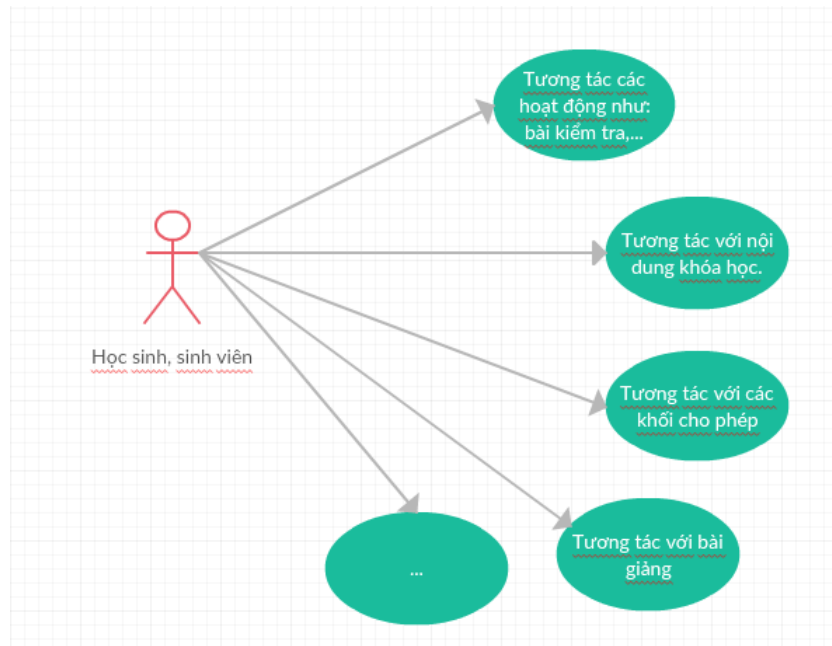 Tương tác các
hoạt động như:
bài kiểm tra,...
Tương tác với nội
dung khóa học.
Học sinh, sinh viên
Tương tác với các
khối cho phép
Tương tác với bài
giảng
...